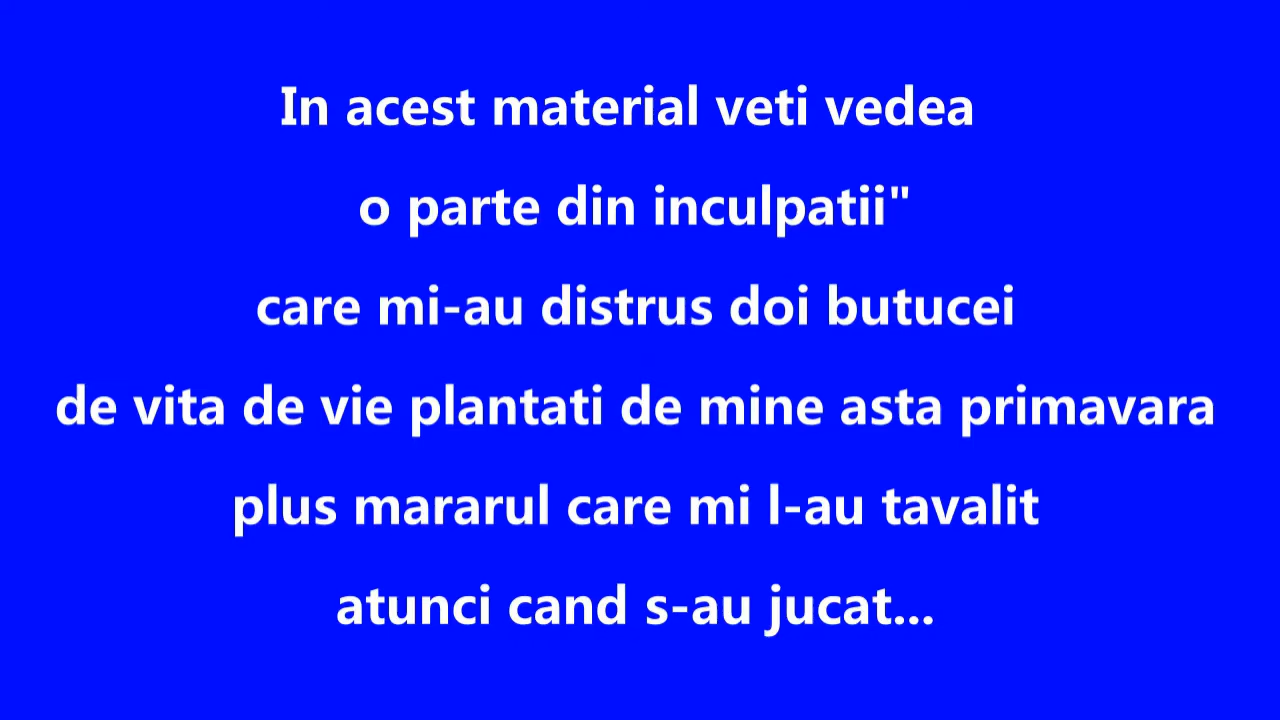 In acest material veti vedea
o parte din inculpatii"
care mi-au distrus doi butucei
de vita de vie plantati de mine asta primavara
plus mararul care mi l-au tavalit
atunci cand s-au jucat...